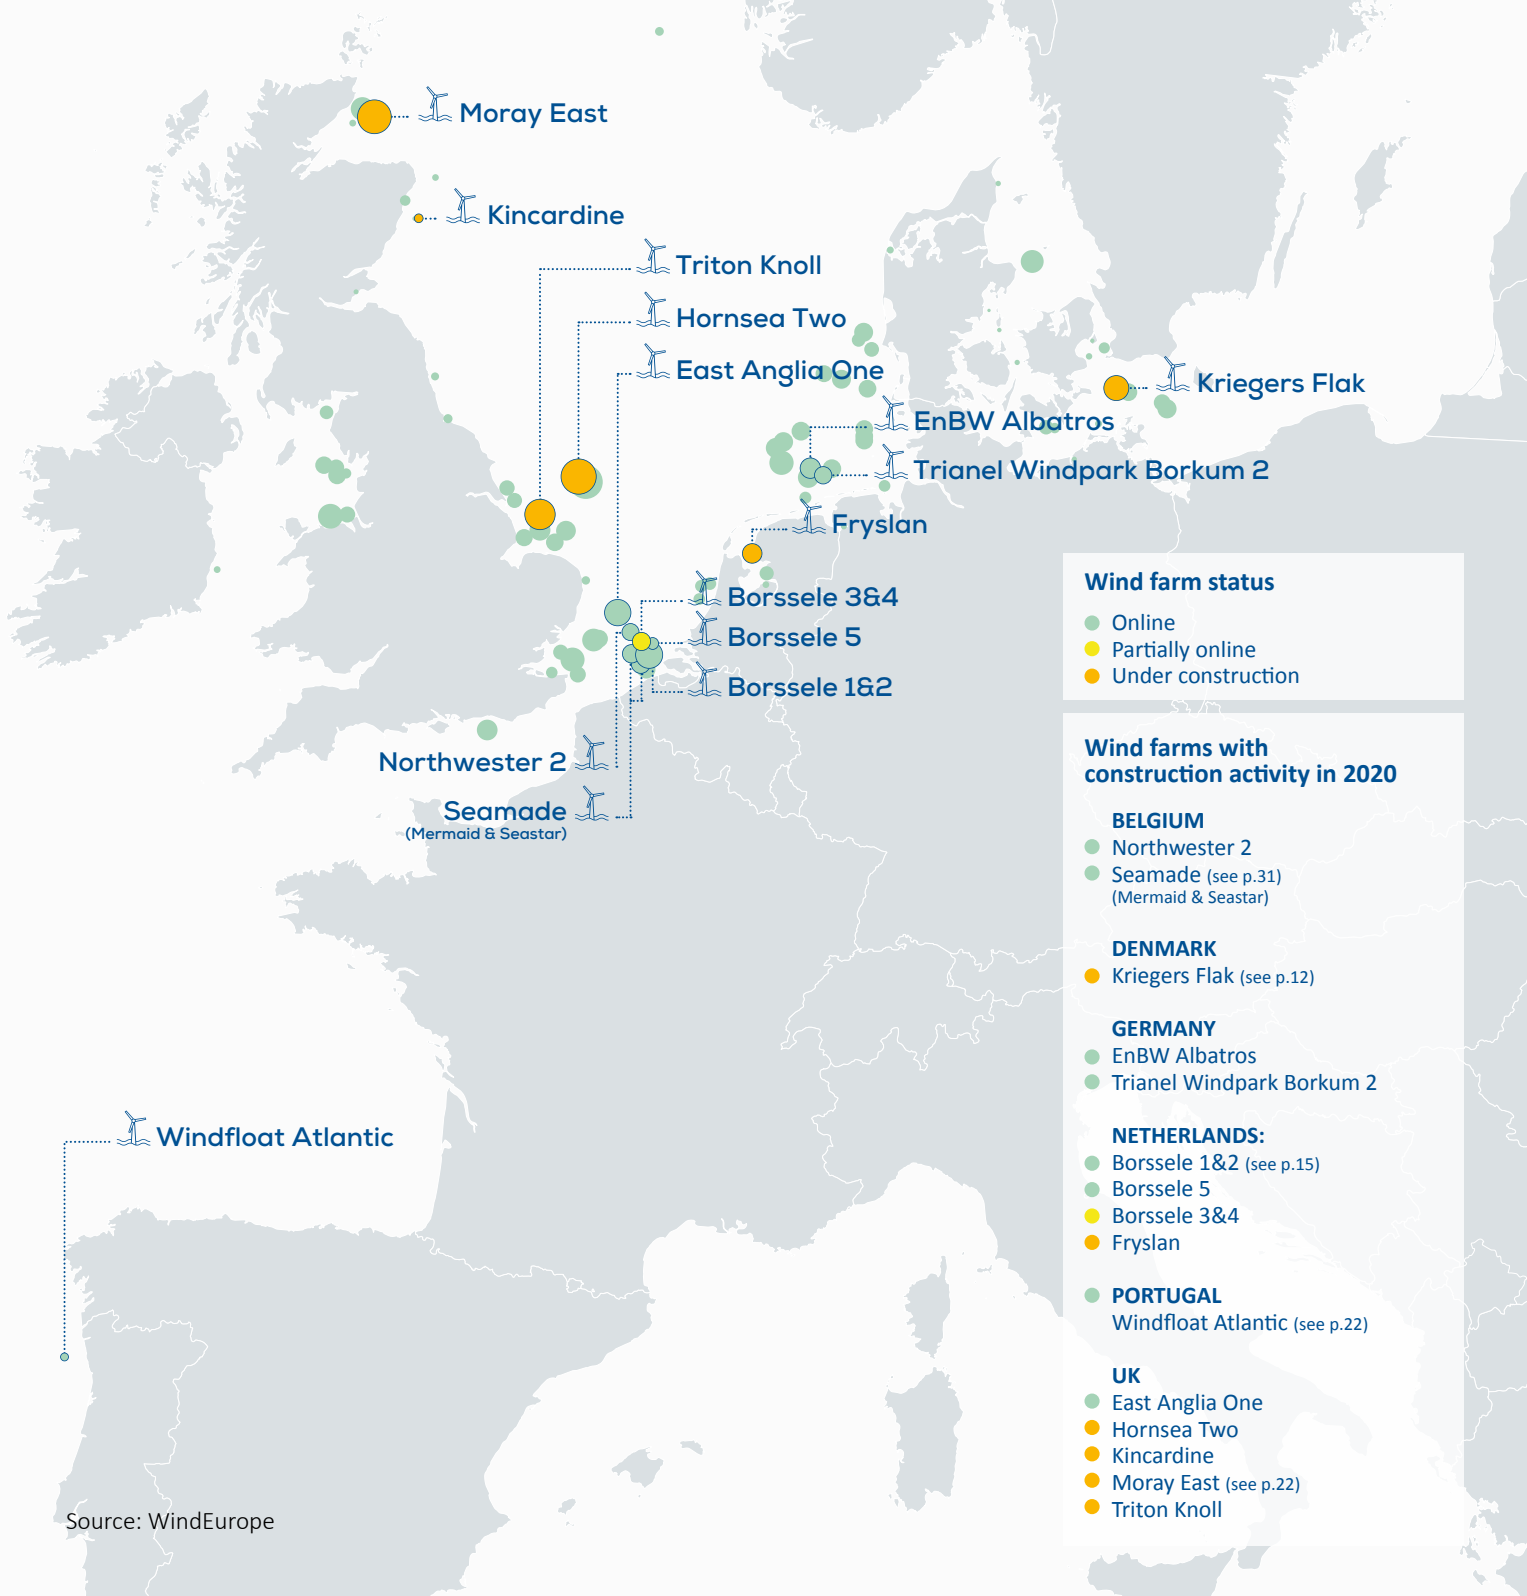 Moray East
Kincardine
Triton Knoll
Hornsea Two
East Anglia One
Kriegers Flak
EnBW Albatros
Trianel Windpark Borkum 2
Fryslan
Borssele 3&4
Borssele 5
Borssele 1&2
Northwester 2
Seamade
(Mermaid & Seastar)
Windfloat Atlantic
Wind farm status
Online
Partially online
Under construction
Wind farms with
construction activity in 2020
BELGIUM
Northwester 2
Seamade (see p.31)
(Mermaid & Seastar)
DENMARK
Kriegers Flak (see p.12)
GERMANY
EnBW Albatros
Trianel Windpark Borkum 2
NETHERLANDS:
Borssele 1&2 (see p.15)
Borssele 5
Borssele 3&4
Fryslan
PORTUGAL
Windfloat Atlantic (see p.22)
UK
East Anglia One
Hornsea Two
Kincardine
Moray East (see p.22)
Triton Knoll
Source: WindEurope